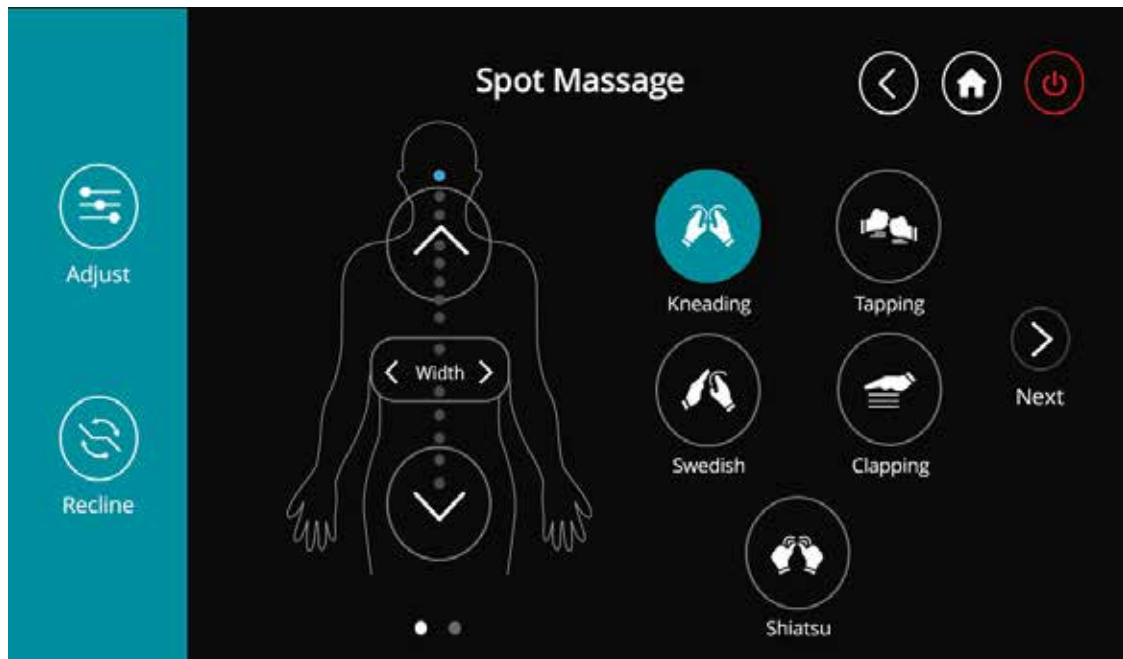 Spot Massage
Adjust
Kneading
Tapping
Width
Next
Swedish
Clapping
Recline
Shiatsu